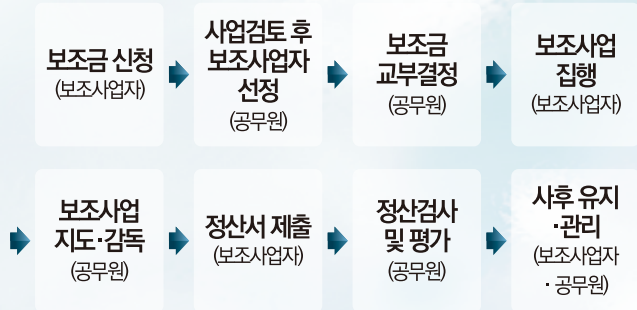 보조금 신청
(보조사업자)
사업검토 후
보조사업자
선정
(공무원)
보조금
교부결정
(공무원)
보조사업
집행
(보조사업자)
보조사업
지도·감독
(공무원)
정산서 제출
(보조사업자)
정산검사
및 평가
(공무원)
사후 유지
·관리
(보조사업자
·공무원)